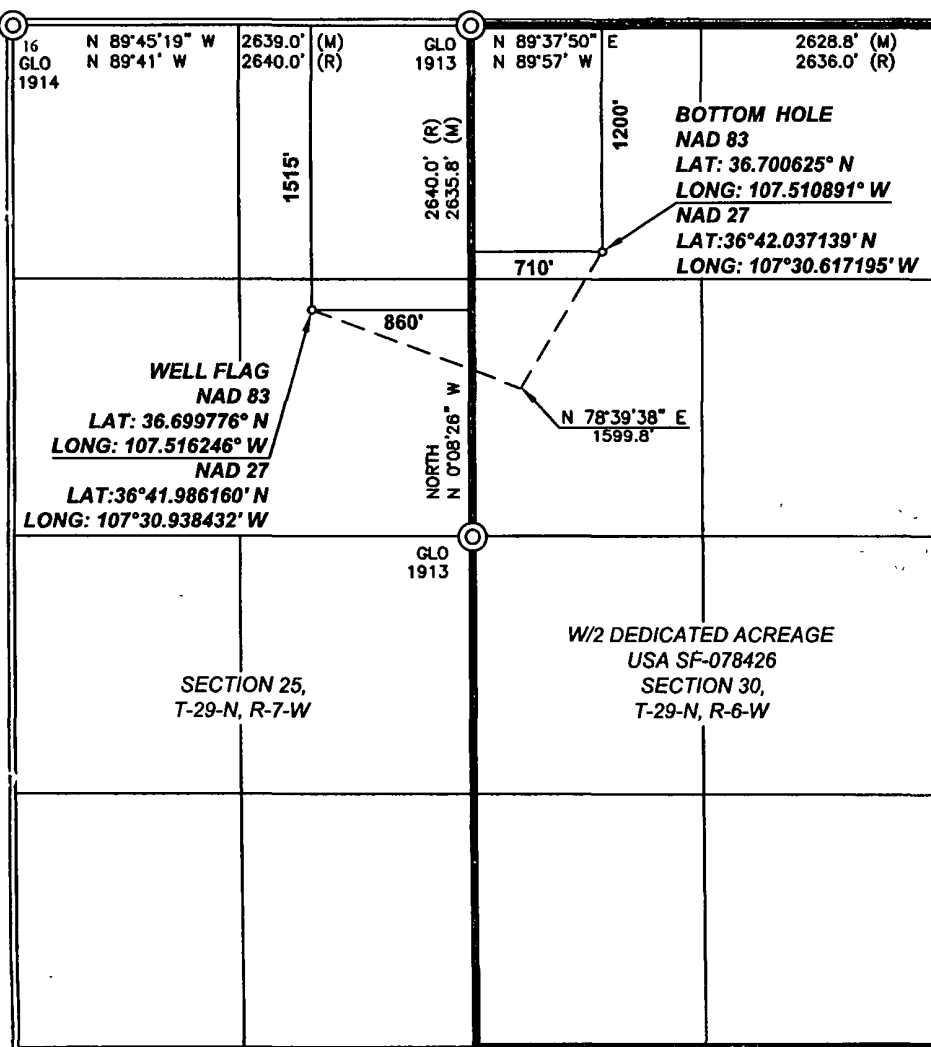 16
GLO
1914
N 89°45'19" W 2639.0' (M)
N 89°41' W 2640.0' (R)
GLO
1913
N 89°37'50" E 2628.8' (M)
N 89°57' W 2636.0' (R)
1515'
2640.0' (R)
2635.8' (M)
1200'
BOTTOM HOLE
NAD 83
LAT: 36.700625° N
LONG: 107.510891° W
NAD 27
LAT:36°42.037139' N
LONG: 107°30.617195' W
710'
860'
WELL FLAG
NAD 83
LAT: 36.699776° N
LONG: 107.516246° W
NAD 27
LAT:36°41.986160' N
LONG: 107°30.938432' W
NORTH
N 0°08'26" W
N 78°39'38" E
1599.8'
GLO
1913
SECTION 25,
T-29-N, R-7-W
W/2 DEDICATED ACREAGE
USA SF-078426
SECTION 30,
T-29-N, R-6-W